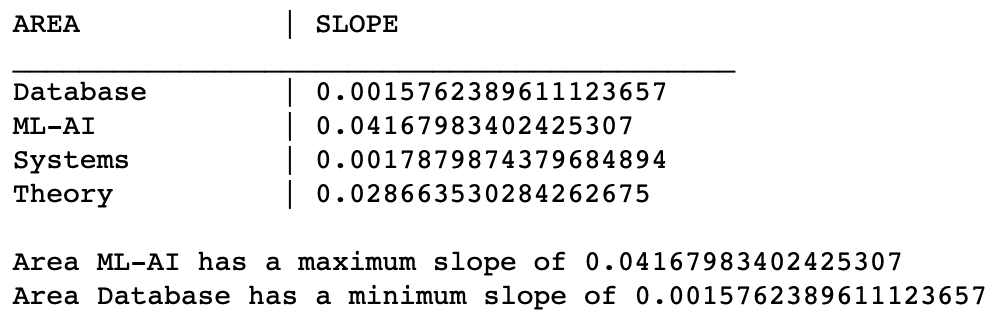 AREA | SLOPE
___________________________________________
Database | 0.0015762389611123657
ML-AI | 0.04167983402425307
Systems | 0.0017879874379684894
Theory | 0.028663530284262675
Area ML-AI has a maximum slope of 0.04167983402425307
Area Database has a minimum slope of 0.0015762389611123657